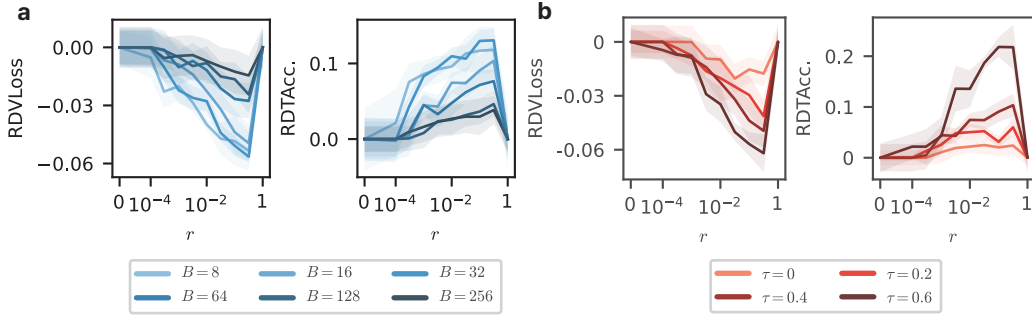 a
RDVLoss
0.00
−0.03
−0.06
0
10⁻⁴
10⁻²
1
r
RDTAcc.
0.1
0.0
0
10⁻⁴
10⁻²
1
r
B = 8
B = 16
B = 32
B = 64
B = 128
B = 256
b
RDVLoss
0
-0.03
-0.06
0
10⁻⁴
10⁻²
1
r
RDTAcc.
0.2
0.1
0
0
10⁻⁴
10⁻²
1
r
τ = 0
τ = 0.2
τ = 0.4
τ = 0.6